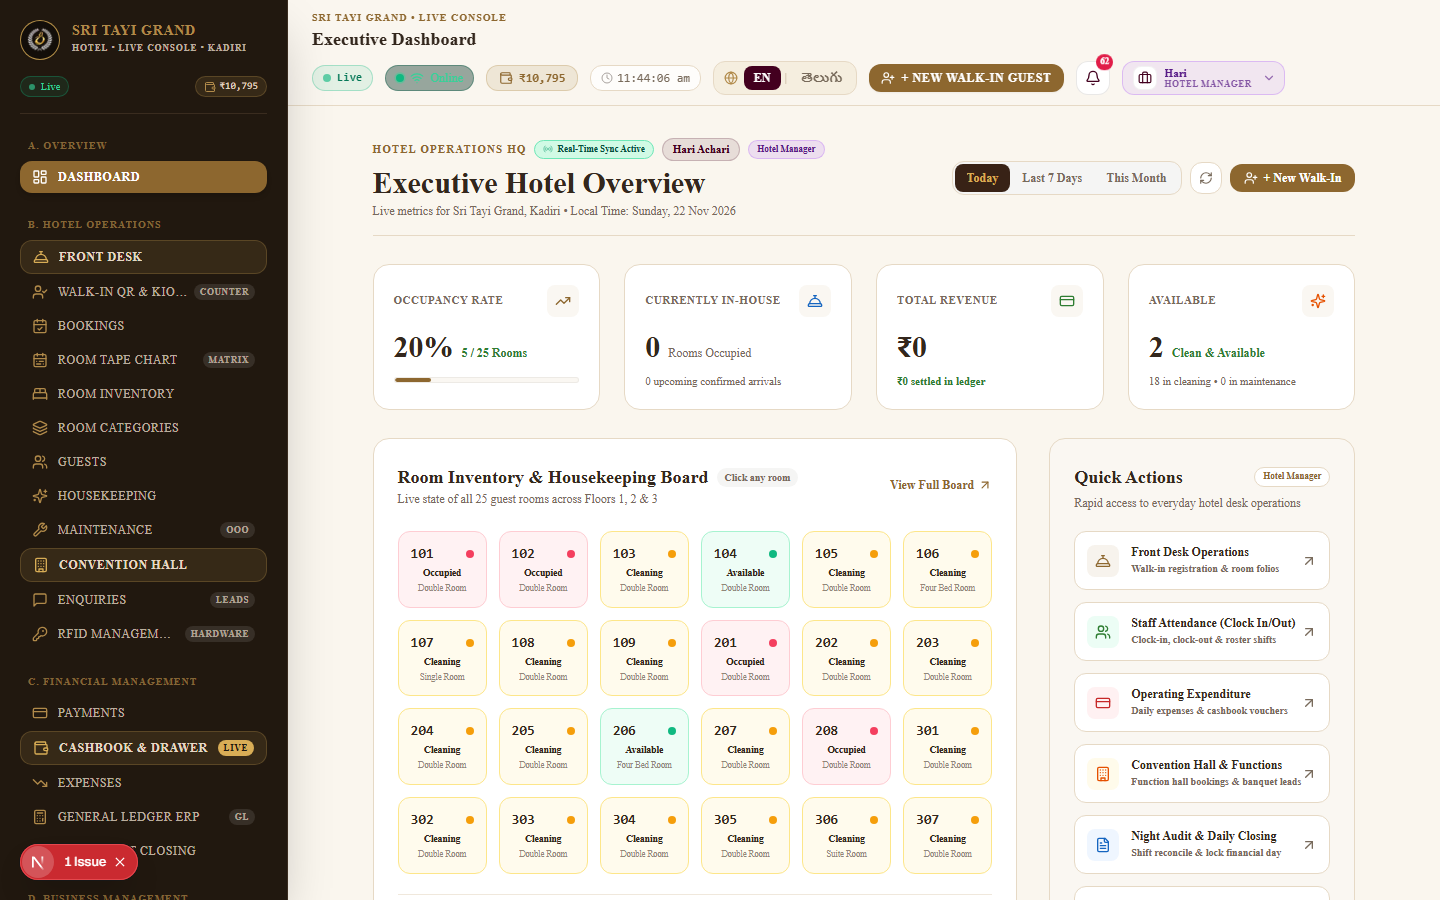 SRI TAYI GRAND
HOTEL • LIVE CONSOLE • KADIRI
Live
₹10,795
A. OVERVIEW
DASHBOARD
B. HOTEL OPERATIONS
FRONT DESK
WALK-IN QR & KIO... COUNTER
BOOKINGS
ROOM TAPE CHART MATRIX
ROOM INVENTORY
ROOM CATEGORIES
GUESTS
HOUSEKEEPING
MAINTENANCE OOO
CONVENTION HALL
ENQUIRIES LEADS
RFID MANAGEM... HARDWARE
C. FINANCIAL MANAGEMENT
PAYMENTS
CASHBOOK & DRAWER LIVE
EXPENSES
GENERAL LEDGER ERP GL
CLOSING
N 1 Issue
D. BUSINESS MANAGEMENT
SRI TAYI GRAND • LIVE CONSOLE
Executive Dashboard
Live
₹10,795
11:44:06 am
EN | తెలుగు
+ NEW WALK-IN GUEST
62
Hari
HOTEL MANAGER
HOTEL OPERATIONS HQ Real-Time Sync Active Hari Achari Hotel Manager
Executive Hotel Overview
Live metrics for Sri Tayi Grand, Kadiri • Local Time: Sunday, 22 Nov 2026
Today Last 7 Days This Month
+ New Walk-In
OCCUPANCY RATE
20% 5 / 25 Rooms
CURRENTLY IN-HOUSE
0 Rooms Occupied
0 upcoming confirmed arrivals
TOTAL REVENUE
₹0
₹0 settled in ledger
AVAILABLE
2 Clean & Available
18 in cleaning • 0 in maintenance
Room Inventory & Housekeeping Board Click any room
Live state of all 25 guest rooms across Floors 1, 2 & 3
View Full Board
101
Occupied
Double Room
102
Occupied
Double Room
103
Cleaning
Double Room
104
Available
Double Room
105
Cleaning
Double Room
106
Cleaning
Four Bed Room
107
Cleaning
Single Room
108
Cleaning
Double Room
109
Cleaning
Double Room
201
Occupied
Double Room
202
Cleaning
Double Room
203
Cleaning
Double Room
204
Cleaning
Double Room
205
Cleaning
Double Room
206
Available
Four Bed Room
207
Cleaning
Double Room
208
Occupied
Double Room
301
Cleaning
Double Room
302
Cleaning
Double Room
303
Cleaning
Double Room
304
Cleaning
Double Room
305
Cleaning
Double Room
306
Cleaning
Suite Room
307
Cleaning
Double Room
Quick Actions Hotel Manager
Rapid access to everyday hotel desk operations
Front Desk Operations
Walk-in registration & room folios
Staff Attendance (Clock In/Out)
Clock-in, clock-out & roster shifts
Operating Expenditure
Daily expenses & cashbook vouchers
Convention Hall & Functions
Function hall bookings & banquet leads
Night Audit & Daily Closing
Shift reconcile & lock financial day